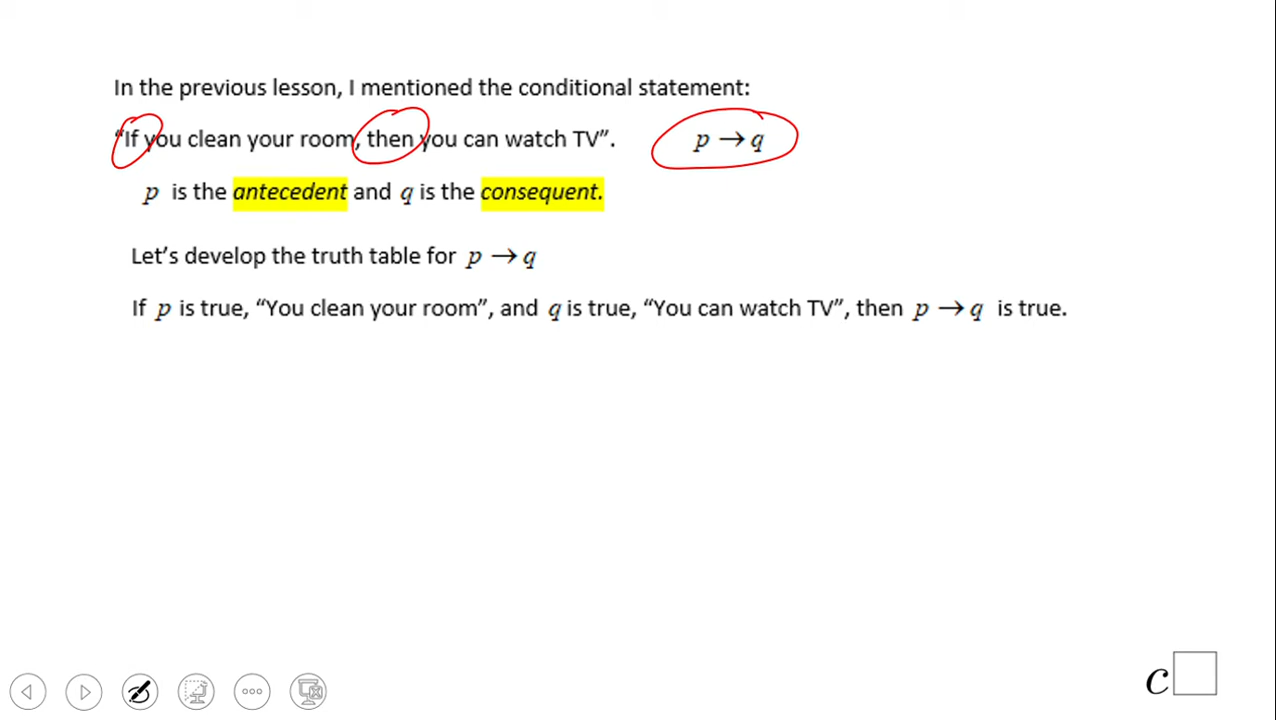 In the previous lesson, I mentioned the conditional statement:
“If you clean your room, then you can watch TV”. p → q
p is the antecedent and q is the consequent.
Let’s develop the truth table for p → q
If p is true, “You clean your room”, and q is true, “You can watch TV”, then p → q is true.
c